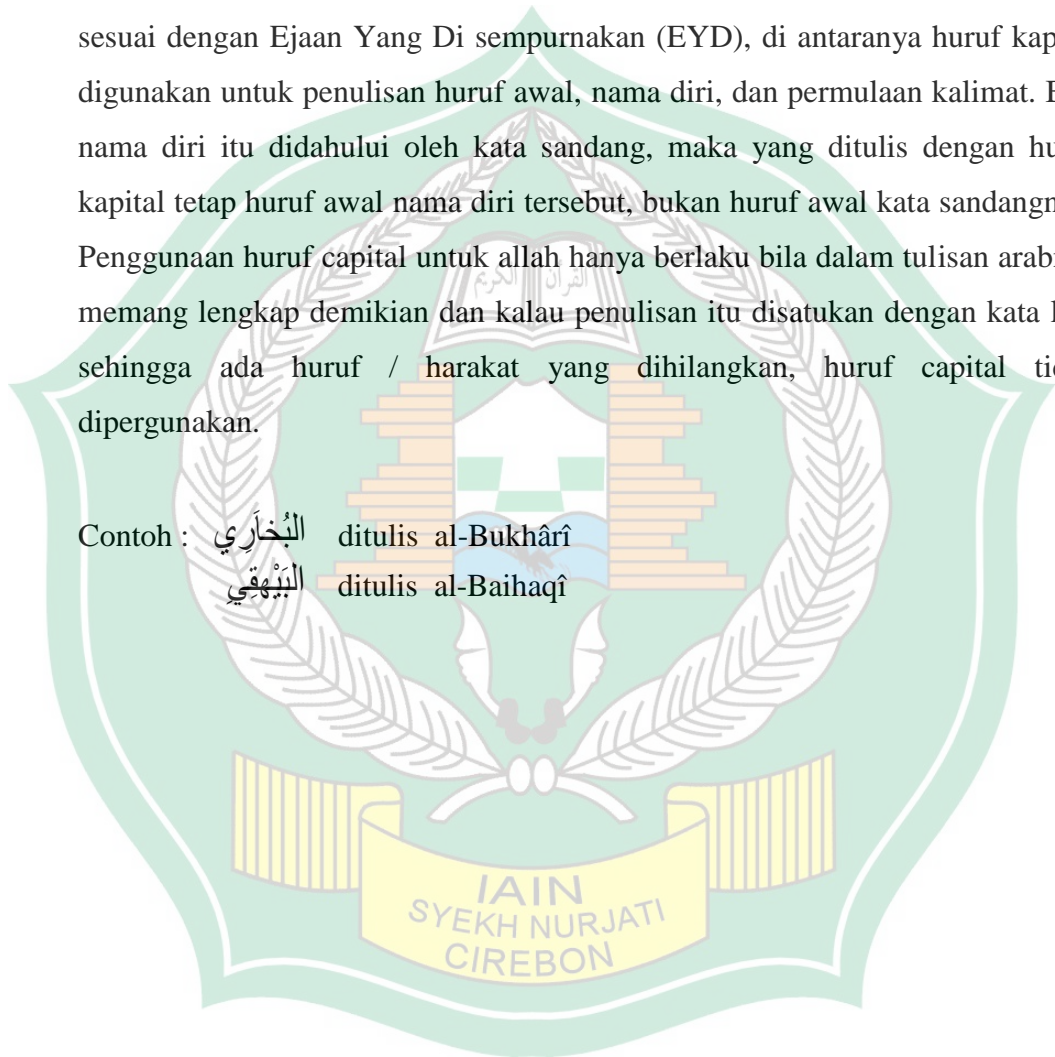 sesuai dengan Ejaan Yang Di sempurnakan (EYD), di antaranya huruf kap
digunakan untuk penulisan huruf awal, nama diri, dan permulaan kalimat.
nama diri itu didahului oleh kata sandang, maka yang ditulis dengan hu
kapital tetap huruf awal nama diri tersebut, bukan huruf awal kata sandangn
Penggunaan huruf capital untuk allah hanya berlaku bila dalam tulisan arab
memang lengkap demikian dan kalau penulisan itu disatukan dengan kata
sehingga ada huruf / harakat yang dihilangkan, huruf capital ti
dipergunakan.
القرآن الكريم
Contoh : البُخاَرِي ditulis al-Bukhârî
البَيْهقِيِ ditulis al-Baihaqî
IAIN
SYEKH NURJATI
CIREBON